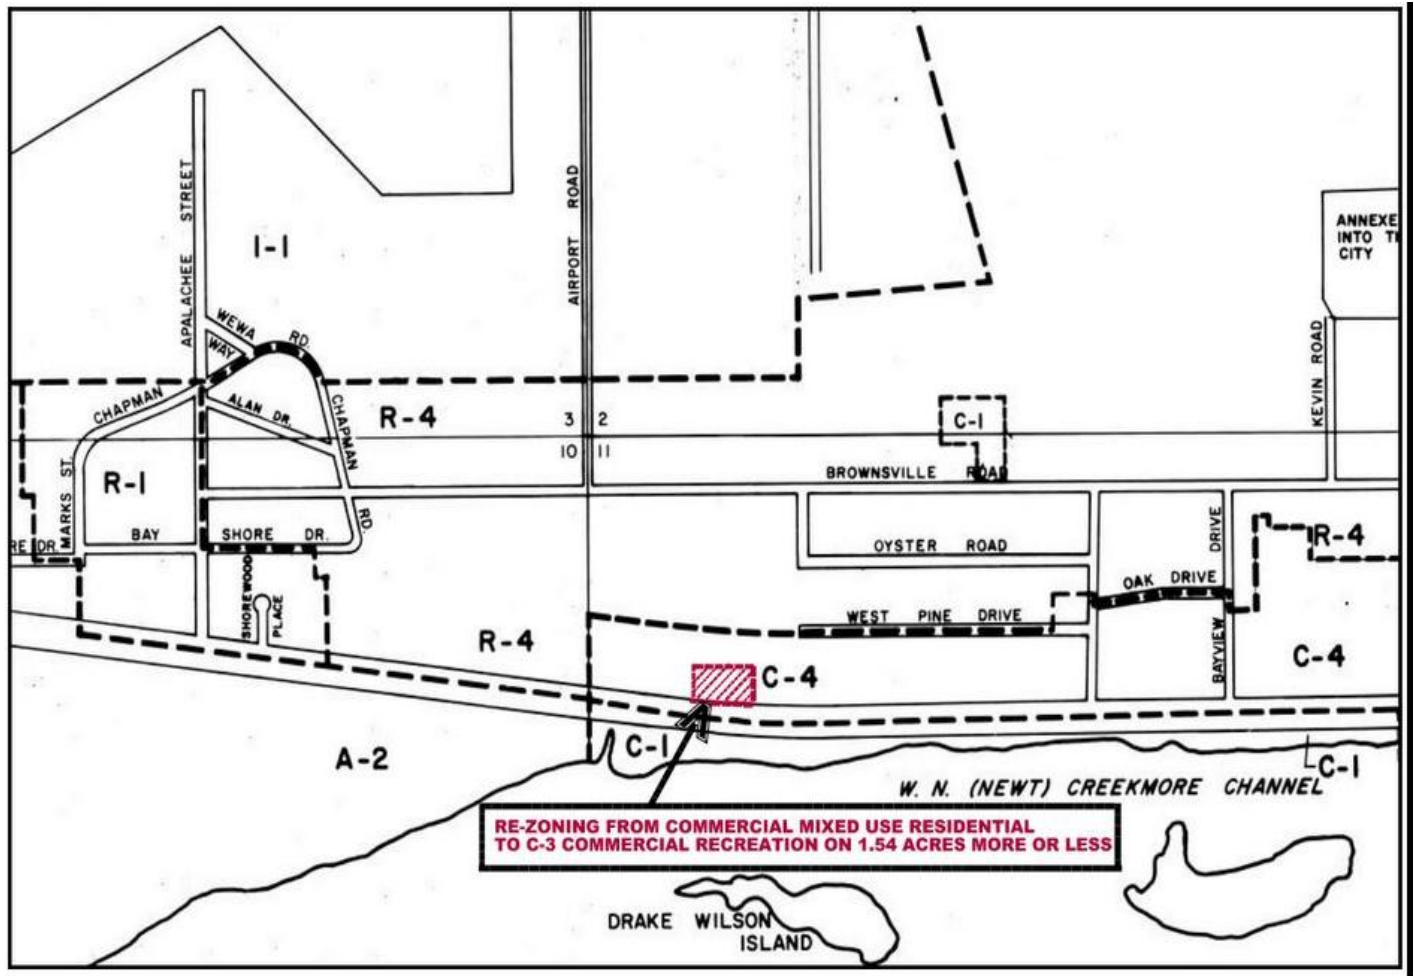 APALACHEE STREET
I-1
AIRPORT ROAD
ANNEXE
INTO T
CITY
WEWA RD.
WAY
KEVIN ROAD
CHAPMAN
ALAN DR.
CHAPMAN RD.
R-4
3 2
10 11
C-1
BROWNSVILLE ROAD
MARKS ST.
R-1
RE DR.
BAY SHORE DR.
OYSTER ROAD
R-4
OAK DRIVE
BAYVIEW DRIVE
SHOREWOOD
PLACE
WEST PINE DRIVE
R-4
C-4
C-4
A-2
C-1
C-1
W. N. (NEWT) CREEKMORE CHANNEL
RE-ZONING FROM COMMERCIAL MIXED USE RESIDENTIAL
TO C-3 COMMERCIAL RECREATION ON 1.54 ACRES MORE OR LESS
DRAKE WILSON
ISLAND